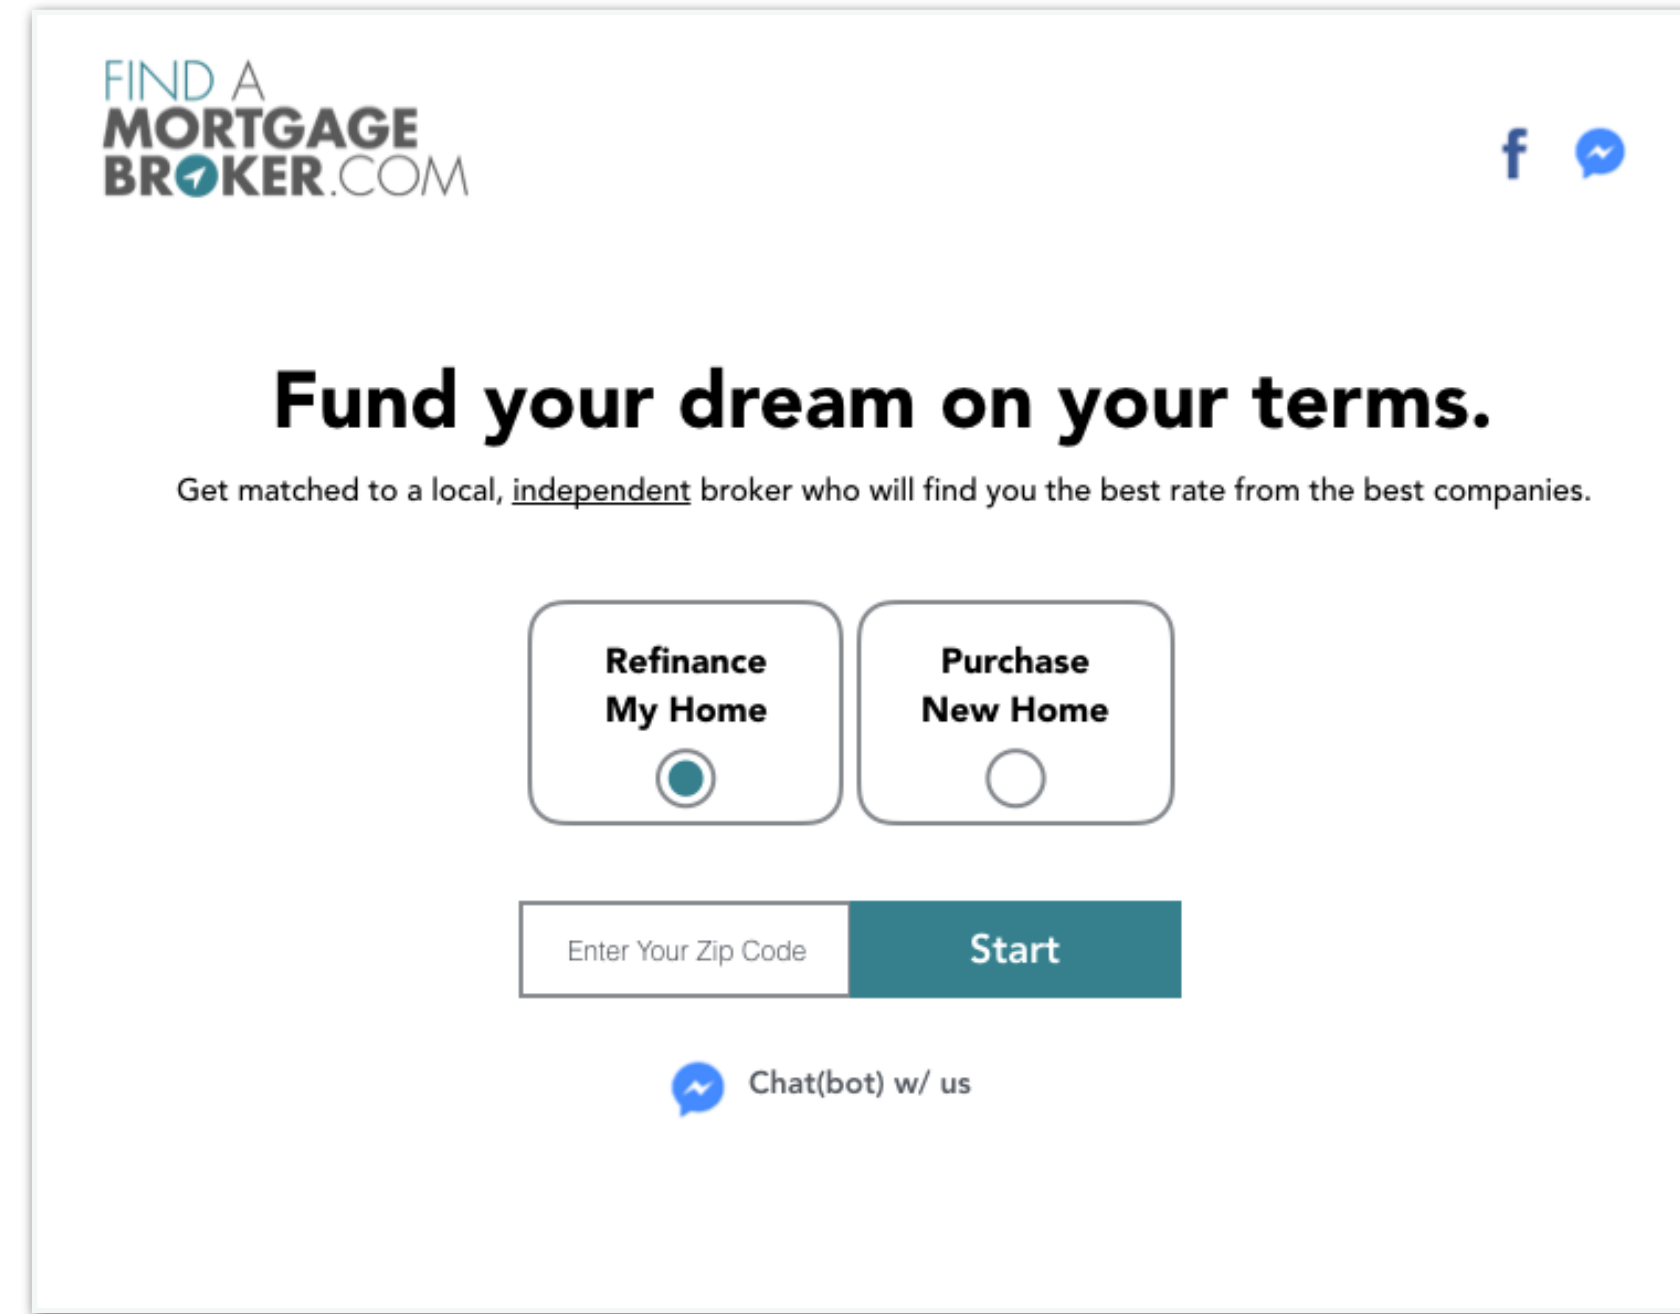 FIND A
MORTGAGE
BROKER.COM
Fund your dream on your terms.
Get matched to a local, independent broker who will find you the best rate from the best companies.
Refinance
My Home
Purchase
New Home
Enter Your Zip Code
Start
Chat(bot) w/ us